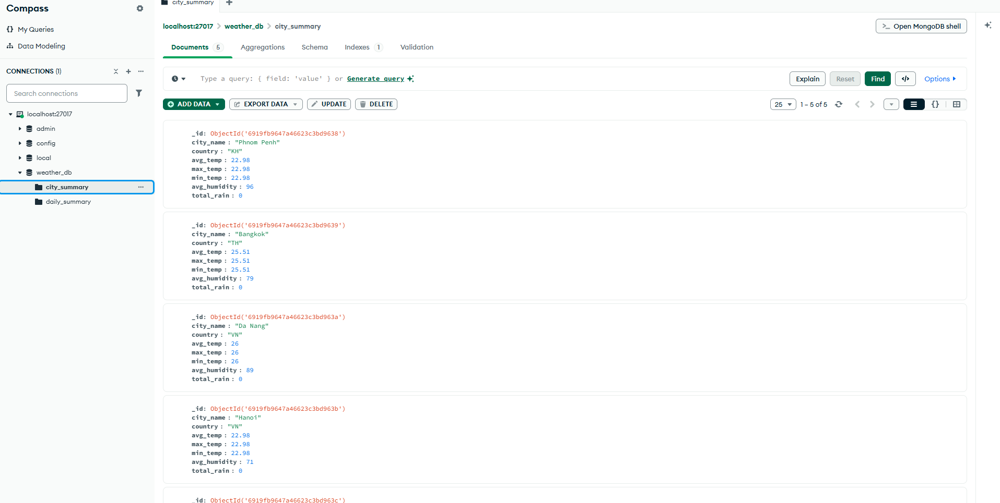 Compass
My Queries
Data Modeling
CONNECTIONS (1)
Search connections
localhost:27017
admin
config
local
weather_db
city_summary
daily_summary
city_summary
localhost:27017 > weather_db > city_summary
>_ Open MongoDB shell
Documents 5 Aggregations Schema Indexes 1 Validation
Type a query: { field: 'value' } or Generate query
Explain Reset Find </> Options
ADD DATA EXPORT DATA UPDATE DELETE
25 1 – 5 of 5 {}
_id: ObjectId('6919fb9647a46623c3bd9638')
city_name : "Phnom Penh"
country : "KH"
avg_temp : 22.98
max_temp : 22.98
min_temp : 22.98
avg_humidity : 96
total_rain : 0
_id: ObjectId('6919fb9647a46623c3bd9639')
city_name : "Bangkok"
country : "TH"
avg_temp : 25.51
max_temp : 25.51
min_temp : 25.51
avg_humidity : 79
total_rain : 0
_id: ObjectId('6919fb9647a46623c3bd963a')
city_name : "Da Nang"
country : "VN"
avg_temp : 26
max_temp : 26
min_temp : 26
avg_humidity : 89
total_rain : 0
_id: ObjectId('6919fb9647a46623c3bd963b')
city_name : "Hanoi"
country : "VN"
avg_temp : 22.98
max_temp : 22.98
min_temp : 22.98
avg_humidity : 71
total_rain : 0
_id: ObjectId('6919fb9647a46623c3bd963c')